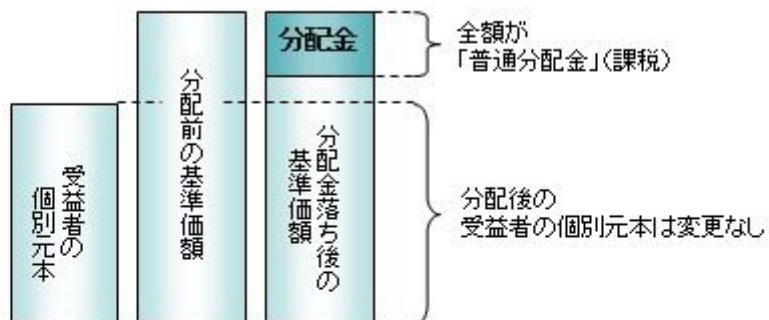 受益者の
個別元本
分配前の基準価額
分配金
分配金落ち後の
基準価額
全額が
「普通分配金」(課税)
分配後の
受益者の個別元本は変更なし